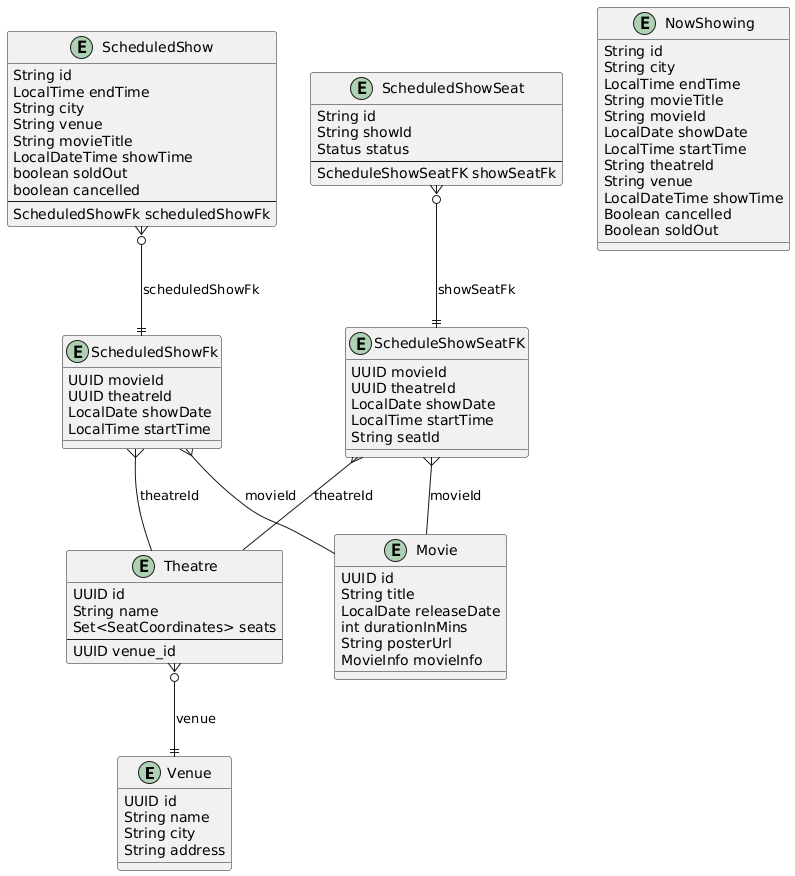 E ScheduledShow
String id
LocalTime endTime
String city
String venue
String movieTitle
LocalDateTime showTime
boolean soldOut
boolean cancelled
ScheduledShowFk scheduledShowFk
E ScheduledShowSeat
String id
String showId
Status status
ScheduleShowSeatFK showSeatFk
E NowShowing
String id
String city
LocalTime endTime
String movieTitle
String movieId
LocalDate showDate
LocalTime startTime
String theatreId
String venue
LocalDateTime showTime
Boolean cancelled
Boolean soldOut
scheduledShowFk
showSeatFk
E ScheduledShowFk
UUID movieId
UUID theatreId
LocalDate showDate
LocalTime startTime
E ScheduleShowSeatFK
UUID movieId
UUID theatreId
LocalDate showDate
LocalTime startTime
String seatId
theatreId
movieId
theatreId
movieId
E Theatre
UUID id
String name
Set<SeatCoordinates> seats
UUID venue_id
E Movie
UUID id
String title
LocalDate releaseDate
int durationInMins
String posterUrl
MovieInfo movieInfo
venue
E Venue
UUID id
String name
String city
String address